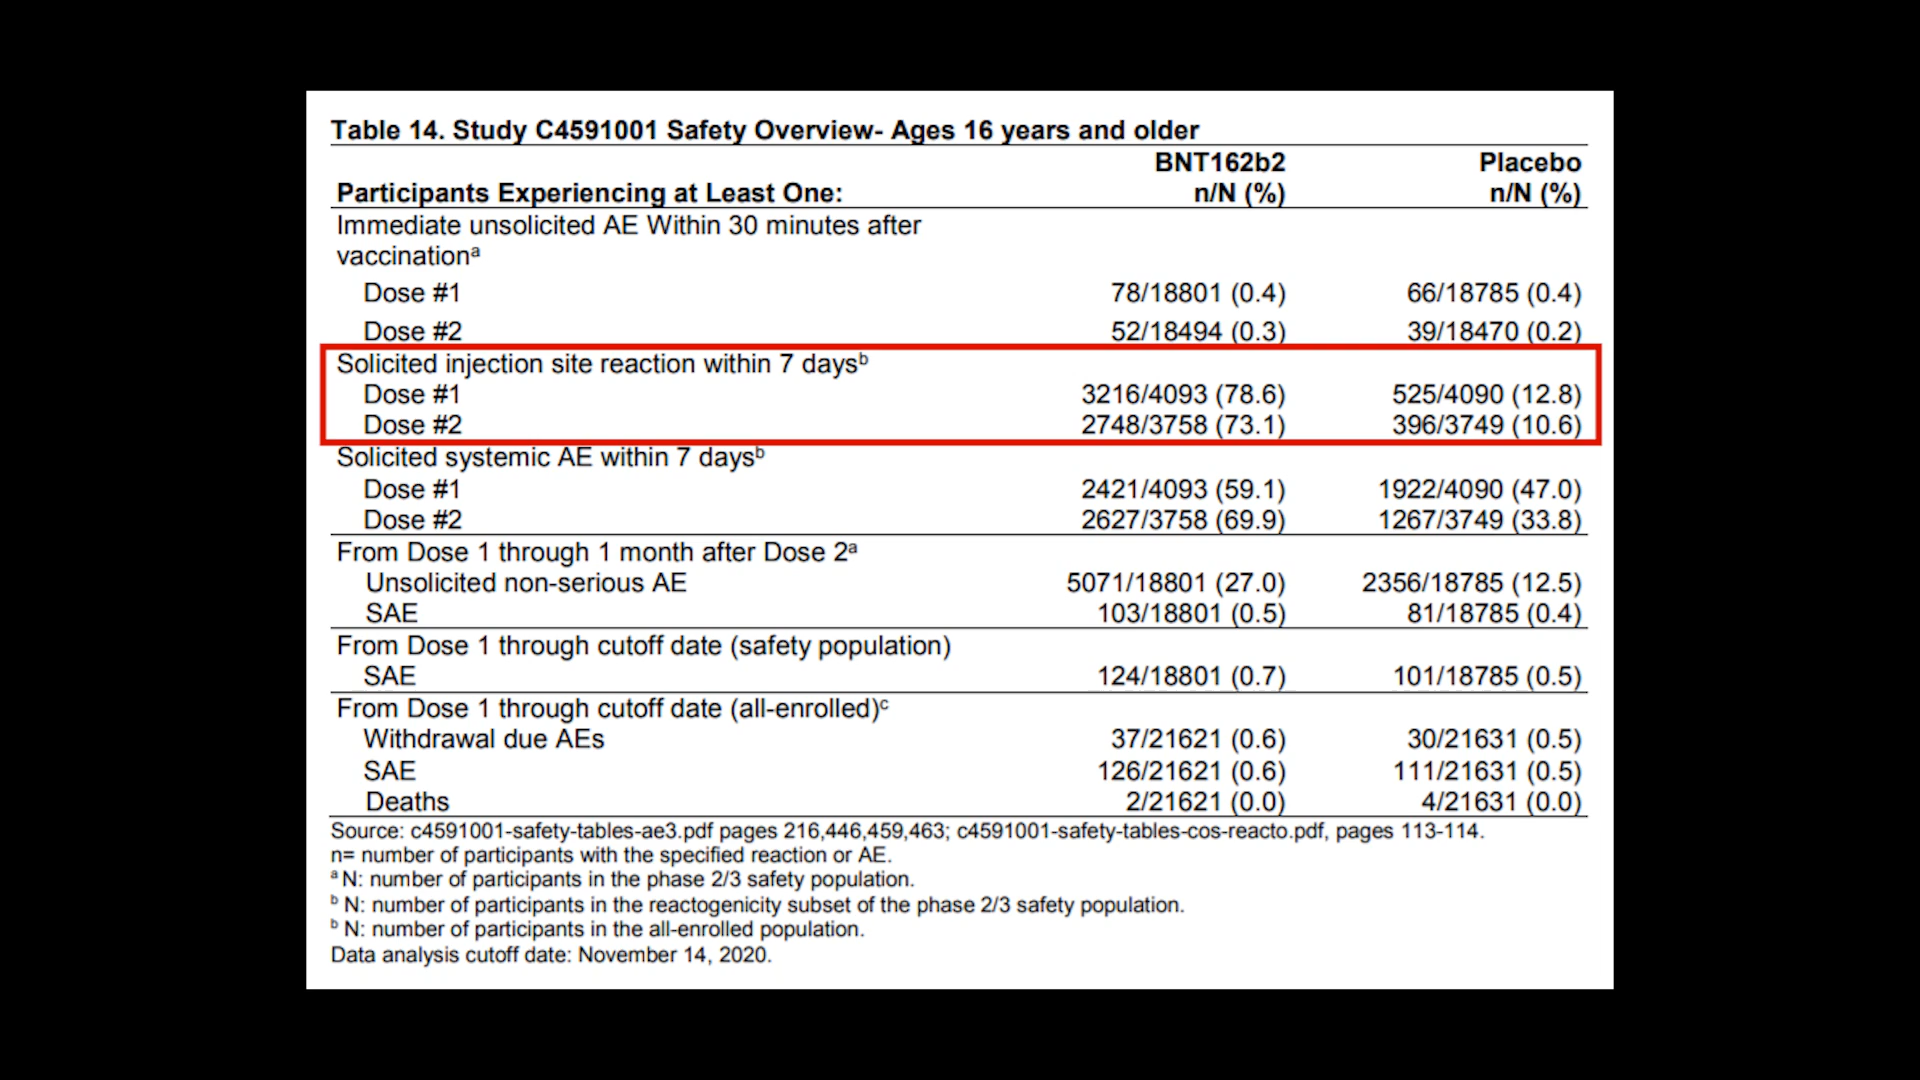 Table 14. Study C4591001 Safety Overview- Ages 16 years and older
BNT162b2 Placebo
Participants Experiencing at Least One: n/N (%) n/N (%)
Immediate unsolicited AE Within 30 minutes after
vaccinationᵃ
Dose #1 78/18801 (0.4) 66/18785 (0.4)
Dose #2 52/18494 (0.3) 39/18470 (0.2)
Solicited injection site reaction within 7 daysᵇ
Dose #1 3216/4093 (78.6) 525/4090 (12.8)
Dose #2 2748/3758 (73.1) 396/3749 (10.6)
Solicited systemic AE within 7 daysᵇ
Dose #1 2421/4093 (59.1) 1922/4090 (47.0)
Dose #2 2627/3758 (69.9) 1267/3749 (33.8)
From Dose 1 through 1 month after Dose 2ᵃ
Unsolicited non-serious AE 5071/18801 (27.0) 2356/18785 (12.5)
SAE 103/18801 (0.5) 81/18785 (0.4)
From Dose 1 through cutoff date (safety population)
SAE 124/18801 (0.7) 101/18785 (0.5)
From Dose 1 through cutoff date (all-enrolled)ᶜ
Withdrawal due AEs 37/21621 (0.6) 30/21631 (0.5)
SAE 126/21621 (0.6) 111/21631 (0.5)
Deaths 2/21621 (0.0) 4/21631 (0.0)
Source: c4591001-safety-tables-ae3.pdf pages 216,446,459,463; c4591001-safety-tables-cos-reacto.pdf, pages 113-114.
n= number of participants with the specified reaction or AE.
ᵃ N: number of participants in the phase 2/3 safety population.
ᵇ N: number of participants in the reactogenicity subset of the phase 2/3 safety population.
ᵇ N: number of participants in the all-enrolled population.
Data analysis cutoff date: November 14, 2020.